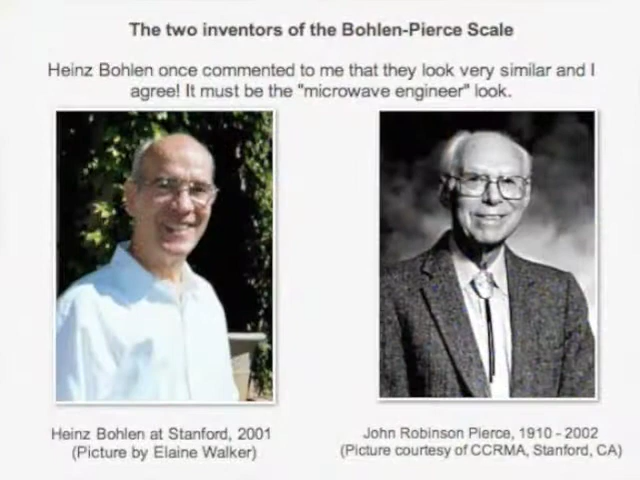 The two inventors of the Bohlen-Pierce Scale
Heinz Bohlen once commented to me that they look very similar and I
agree! It must be the "microwave engineer" look.
Heinz Bohlen at Stanford, 2001
(Picture by Elaine Walker)
John Robinson Pierce, 1910 - 2002
(Picture courtesy of CCRMA, Stanford, CA)